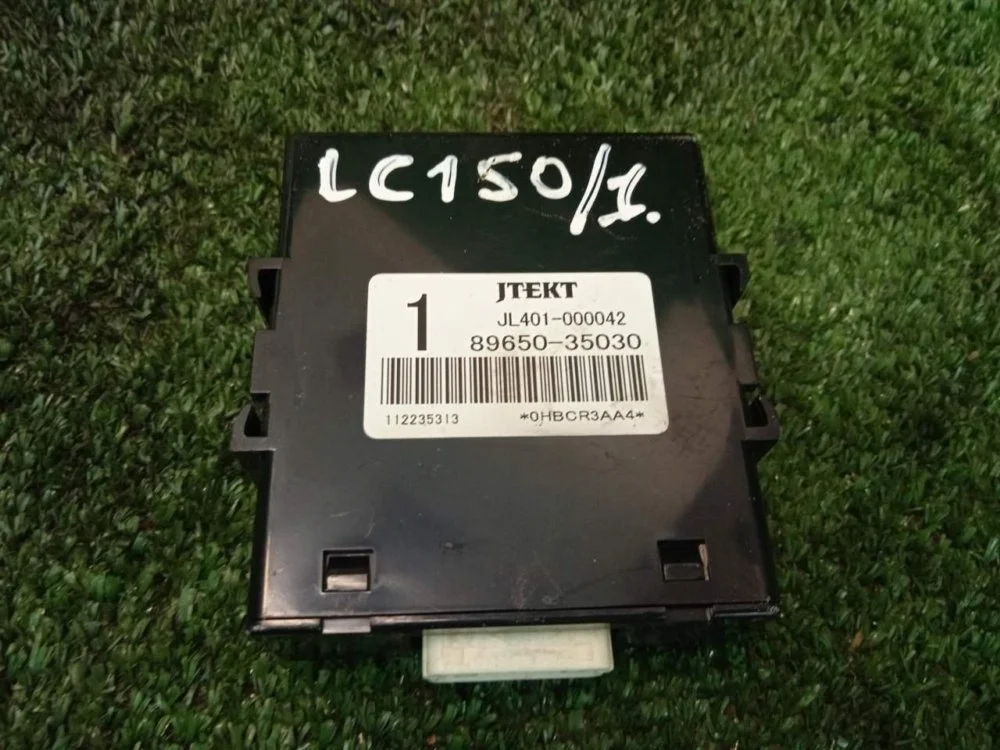 LC150/1.
JTEKT
1
JL401-000042
89650-35030
112235313 *0HBCR3AA4*